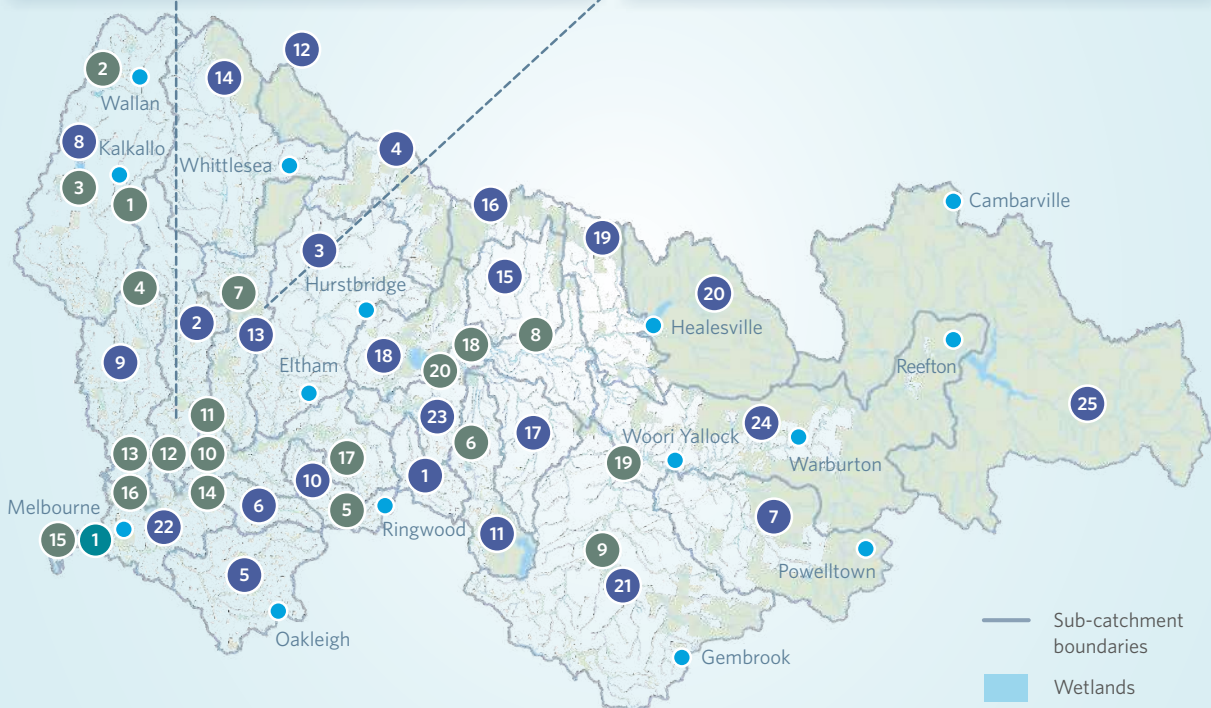 12
2
14
Wallan
8
Kalkallo
4
Whittlesea
3
1
16
Cambarville
19
3
15
4
7
Hurstbridge
20
2
13
Healesville
18
8
9
18
Reefton
20
Eltham
25
11
23
24
6
17
Woori Yallock
Warburton
13
12
10
17
19
10
1
16
14
6
5
Ringwood
Melbourne
22
7
11
15
1
9
5
21
Powelltown
Oakleigh
Gembrook
Sub-catchment
boundaries
Wetlands